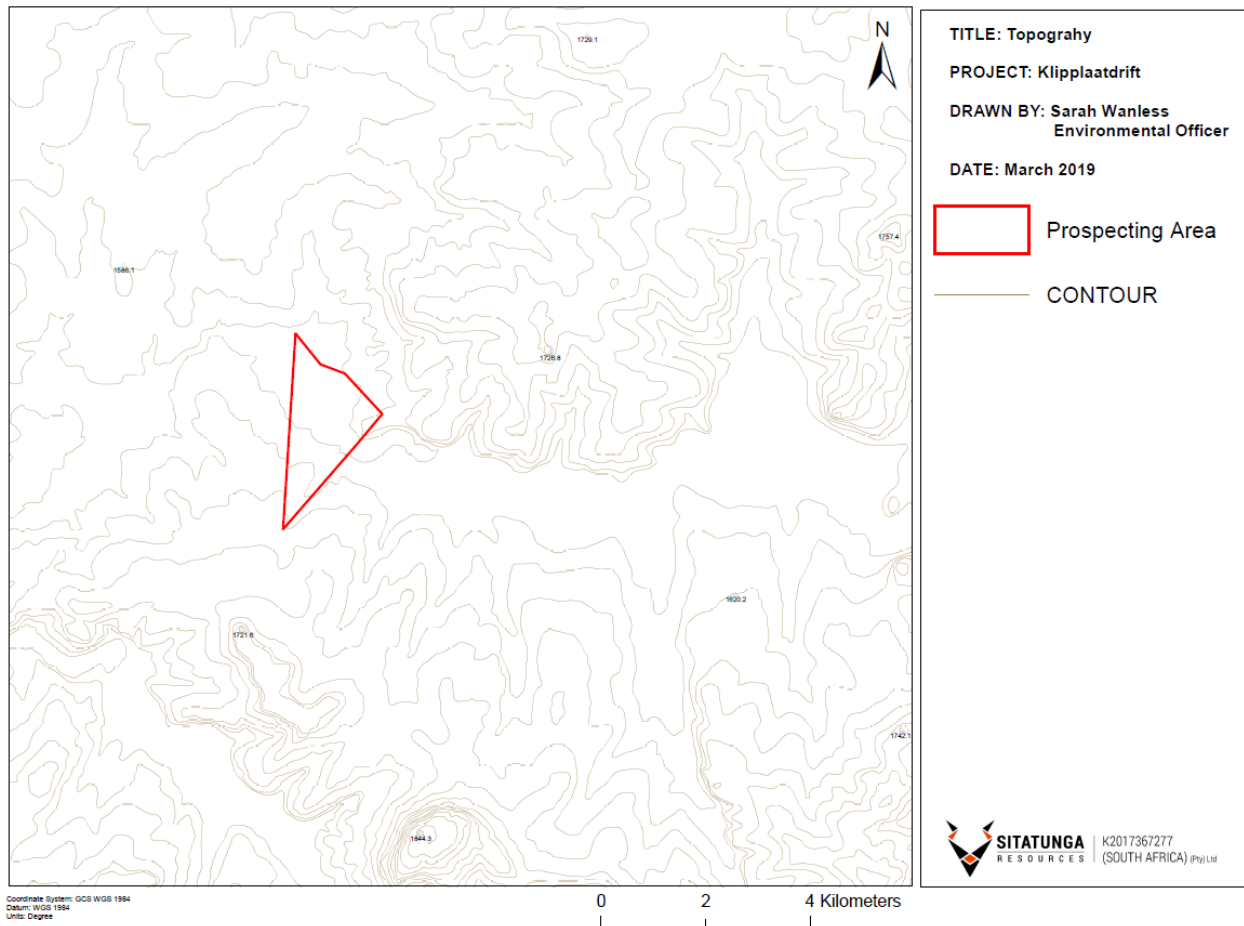 1729.1
N
1757.4
1586.1
1726.8
1620.2
1721.6
1742.1
1644.3
TITLE: Topograhy
PROJECT: Klipplaatdrift
DRAWN BY: Sarah Wanless
Environmental Officer
DATE: March 2019
Prospecting Area
CONTOUR
SITATUNGA
RESOURCES
K2017367277
(SOUTH AFRICA) (Pty) Ltd
Coordinate System: GCS WGS 1984
Datum: WGS 1984
Units: Degree
0 2 4 Kilometers